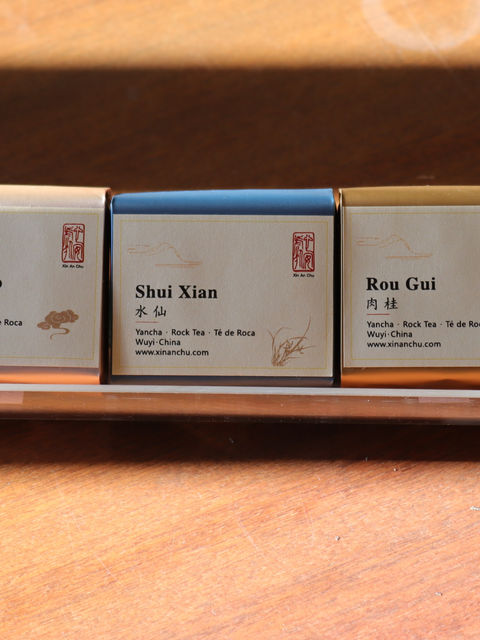 Xin An Chu
e Roca
Xin An Chu
Shui Xian
水仙
Yancha · Rock Tea · Té de Roca
Wuyi·China
www.xinanchu.com
Rou Gui
肉桂
Yancha · Rock Tea · Té de Roc
Wuyi·China
www.xinanchu.com